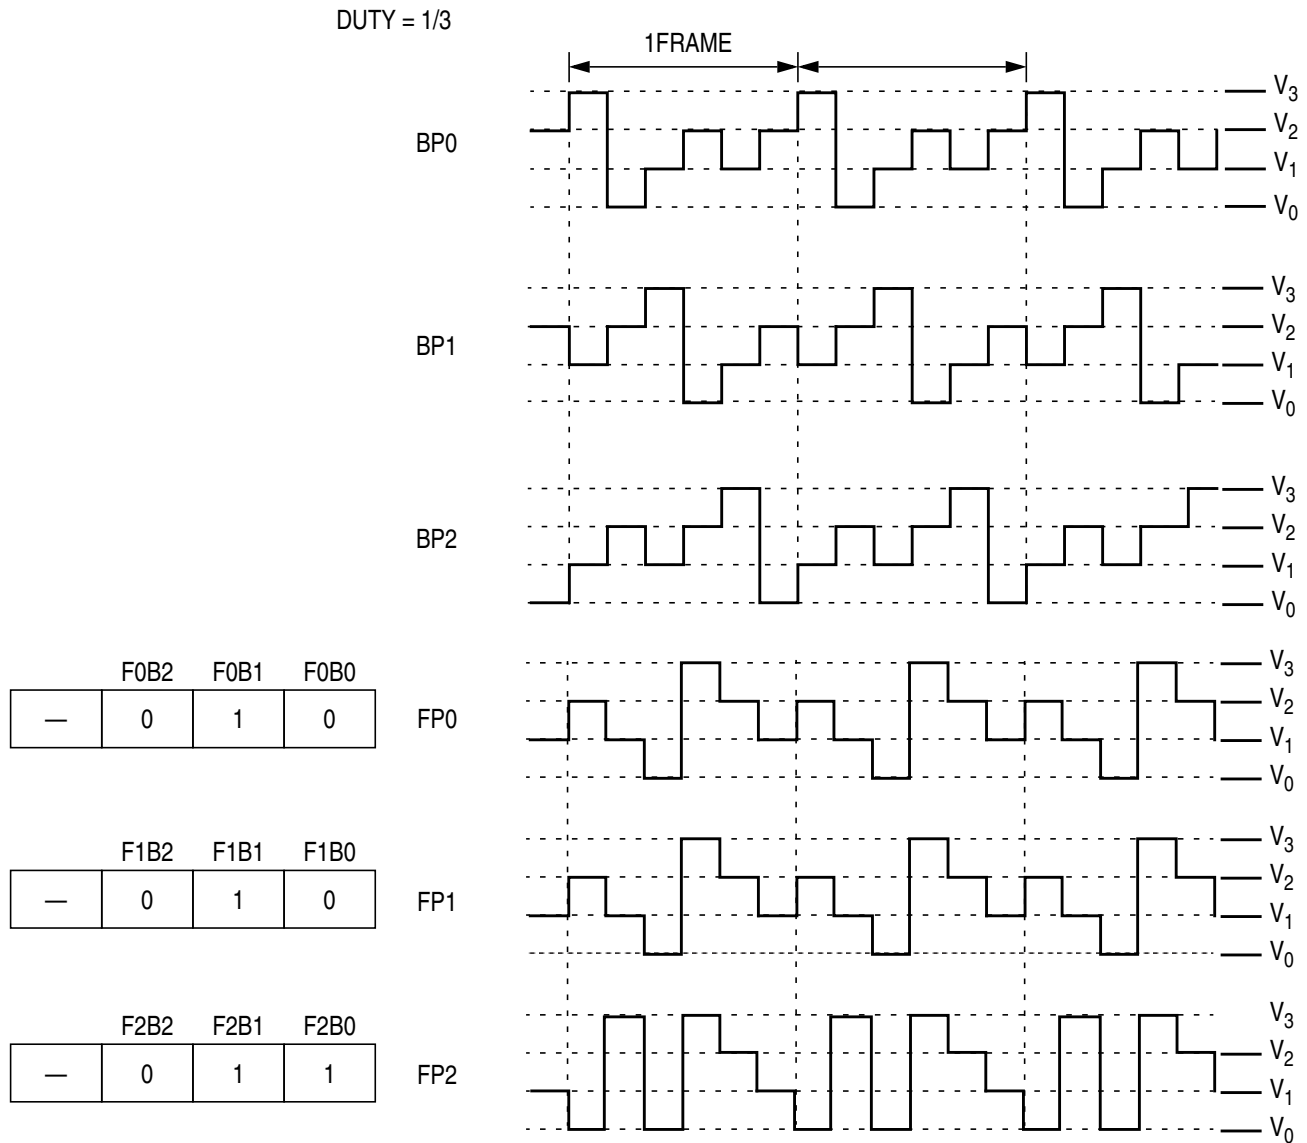 DUTY = 1/3
1FRAME
BP0
V3
V2
V1
V0
BP1
V3
V2
V1
V0
BP2
V3
V2
V1
V0
F0B2 F0B1 F0B0
— 0 1 0
FP0
V3
V2
V1
V0
F1B2 F1B1 F1B0
— 0 1 0
FP1
V3
V2
V1
V0
F2B2 F2B1 F2B0
— 0 1 1
FP2
V3
V2
V1
V0